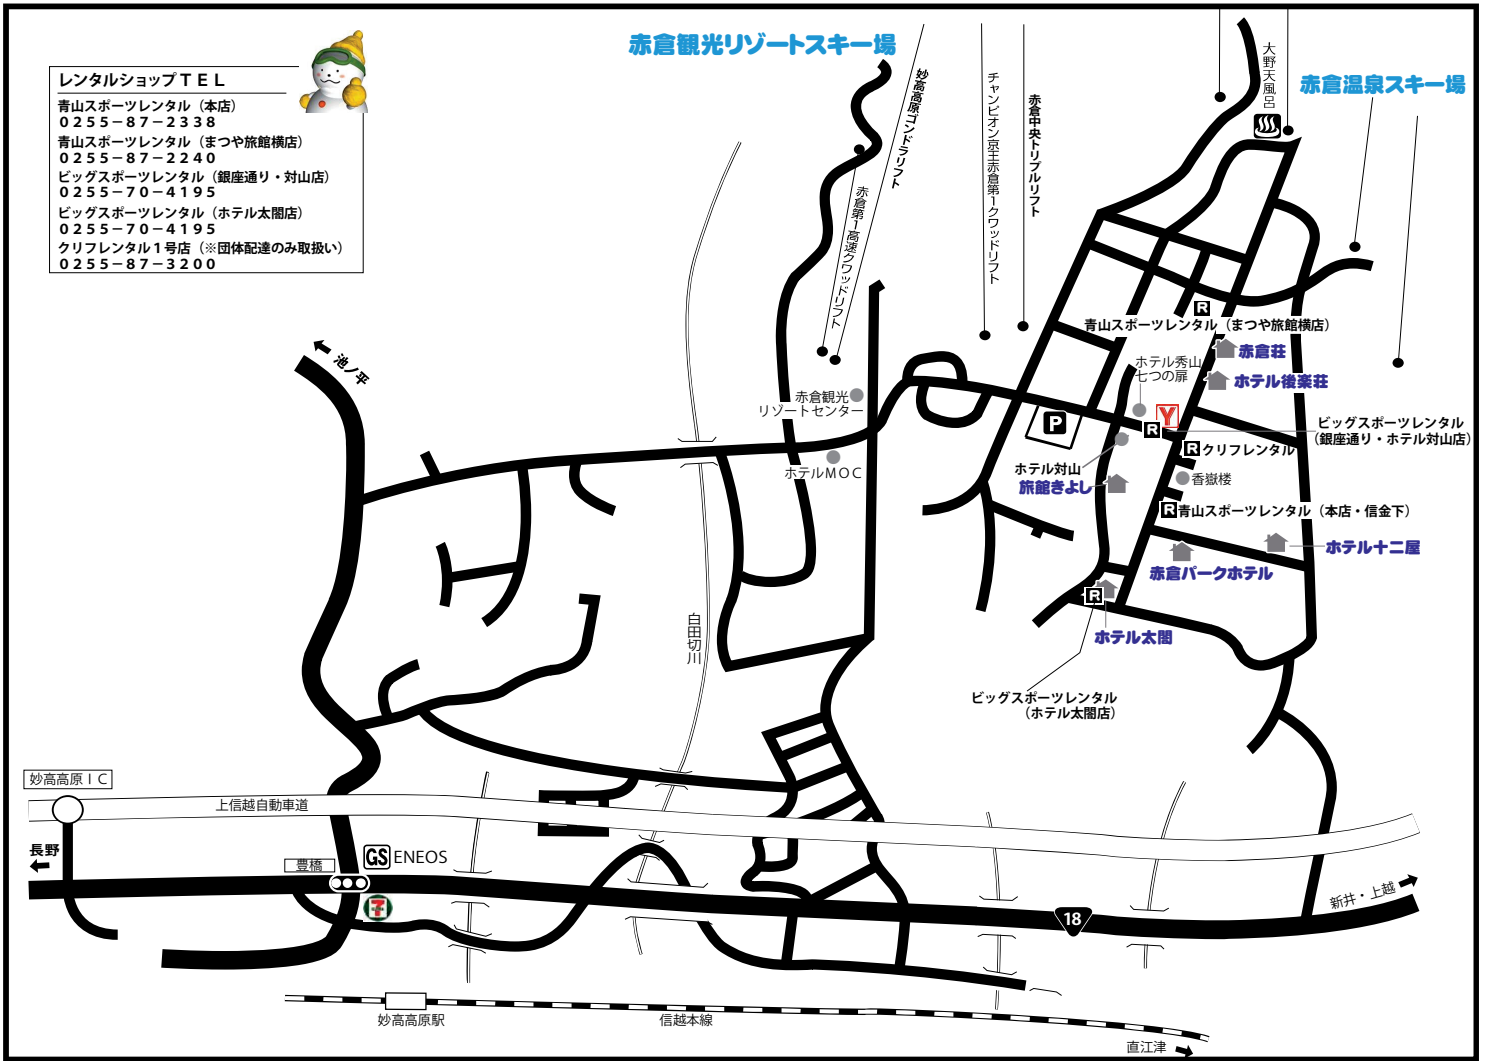 赤倉観光リゾートスキー場
赤倉温泉スキー場
大野天風呂
レンタルショップTEL
青山スポーツレンタル（本店）
0255－87－2338
青山スポーツレンタル（まつや旅館横店）
0255－87－2240
ビッグスポーツレンタル（銀座通り・対山店）
0255－70－4195
ビッグスポーツレンタル（ホテル太閤店）
0255－70－4195
クリフレンタル1号店（※団体配達のみ取扱い）
0255－87－3200
妙高高原ゴンドラリフト
赤倉第1高速クワッドリフト
チャンピオン京王赤倉第1クワッドリフト
赤倉中央トリプルリフト
池ノ平
R
青山スポーツレンタル（まつや旅館横店）
赤倉荘
ホテル秀山
七つの扉
ホテル後楽荘
赤倉観光
リゾートセンター
P
Y
R
ビッグスポーツレンタル
（銀座通り・ホテル対山店）
R
クリフレンタル
ホテルMOC
ホテル対山
旅館きよし
香嶽楼
R
青山スポーツレンタル（本店・信金下）
ホテル十二屋
赤倉パークホテル
R
ホテル太閤
白田切川
ビッグスポーツレンタル
（ホテル太閤店）
妙高高原IC
上信越自動車道
長野
豊橋
GS
ENEOS
7
18
新井・上越
妙高高原駅
信越本線
直江津